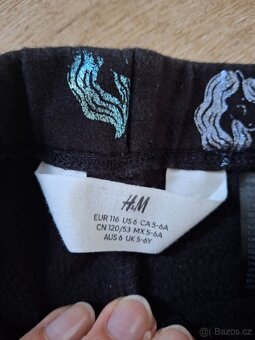 H&M
EUR 116 US 6 CA 5-6A
CN 120/53 MX 5-6A
AUS 6 UK 5-6Y
Bazoš.cz